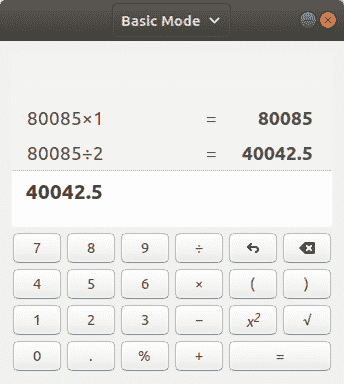 Basic Mode
80085×1 = 80085
80085÷2 = 40042.5
40042.5
7 8 9 ÷
4 5 6 × ( )
1 2 3 − x² √
0 . % + =